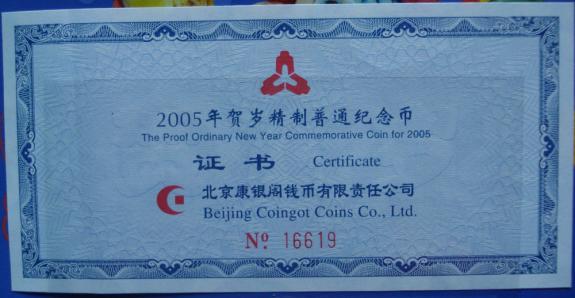 2005年贺岁精制普通纪念币
The Proof Ordinary New Year Commemorative Coin for 2005
证书 Certificate
北京康银阁钱币有限责任公司
Beijing Coingot Coins Co., Ltd.
Nº 16619